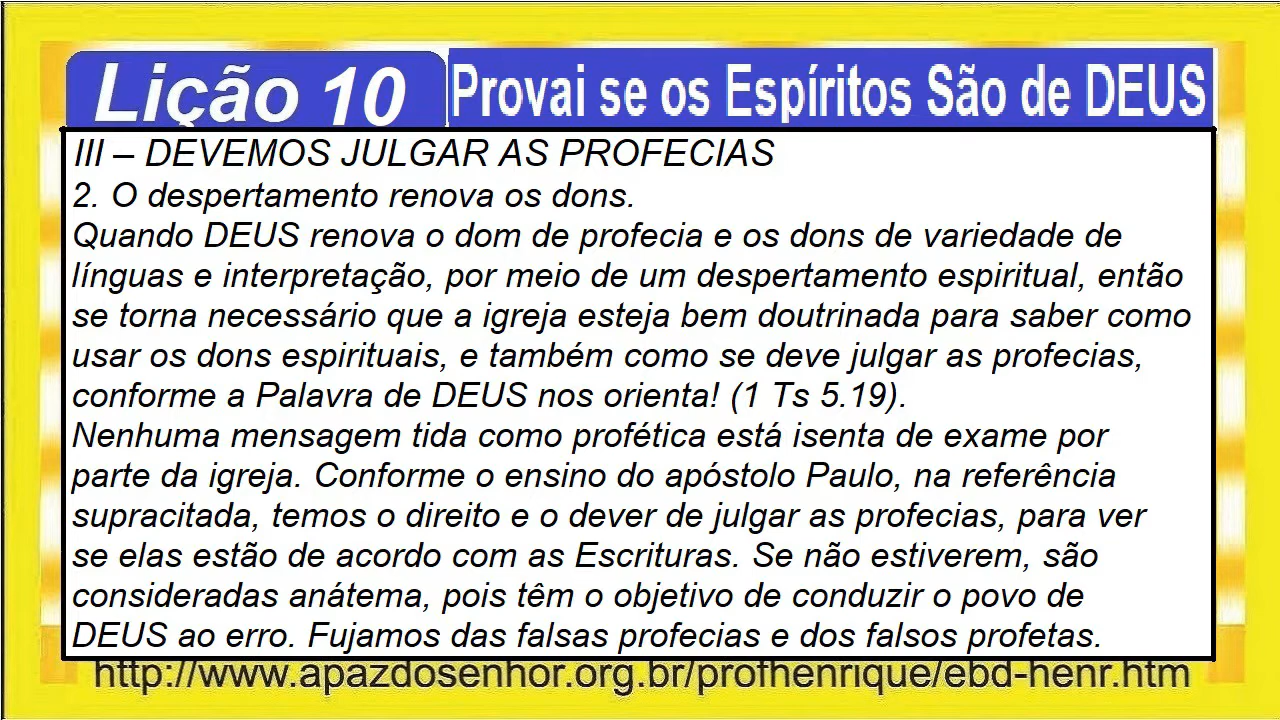 Lição 10 Provai se os Espíritos São de DEUS
III – DEVEMOS JULGAR AS PROFECIAS
2. O despertamento renova os dons.
Quando DEUS renova o dom de profecia e os dons de variedade de
línguas e interpretação, por meio de um despertamento espiritual, então
se torna necessário que a igreja esteja bem doutrinada para saber como
usar os dons espirituais, e também como se deve julgar as profecias,
conforme a Palavra de DEUS nos orienta! (1 Ts 5.19).
Nenhuma mensagem tida como profética está isenta de exame por
parte da igreja. Conforme o ensino do apóstolo Paulo, na referência
supracitada, temos o direito e o dever de julgar as profecias, para ver
se elas estão de acordo com as Escrituras. Se não estiverem, são
consideradas anátema, pois têm o objetivo de conduzir o povo de
DEUS ao erro. Fujamos das falsas profecias e dos falsos profetas.
http://www.apazdosenhor.org.br/profhenrique/ebd-henr.htm